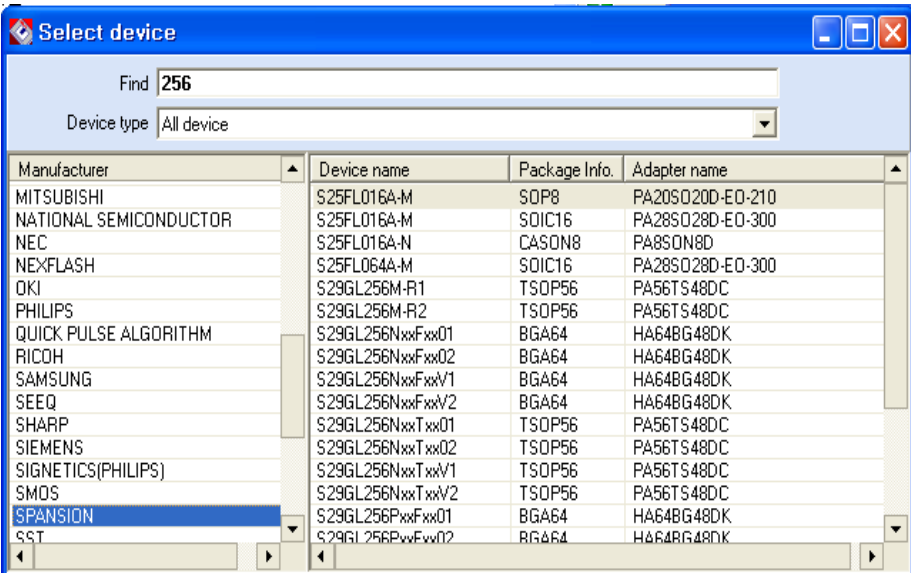 Select device
Find 256
Device type All device
Manufacturer
MITSUBISHI
NATIONAL SEMICONDUCTOR
NEC
NEXFLASH
OKI
PHILIPS
QUICK PULSE ALGORITHM
RICOH
SAMSUNG
SEEQ
SHARP
SIEMENS
SIGNETICS(PHILIPS)
SMOS
SPANSION
SST
Device name Package Info. Adapter name
S25FL016A-M SOP8 PA20SO20D-EO-210
S25FL016A-M SOIC16 PA28SO28D-EO-300
S25FL016A-N CASON8 PA8SON8D
S25FL064A-M SOIC16 PA28SO28D-EO-300
S29GL256M-R1 TSOP56 PA56TS48DC
S29GL256M-R2 TSOP56 PA56TS48DC
S29GL256NxxFxx01 BGA64 HA64BG48DK
S29GL256NxxFxx02 BGA64 HA64BG48DK
S29GL256NxxFxxV1 BGA64 HA64BG48DK
S29GL256NxxFxxV2 BGA64 HA64BG48DK
S29GL256NxxTxx01 TSOP56 PA56TS48DC
S29GL256NxxTxx02 TSOP56 PA56TS48DC
S29GL256NxxTxxV1 TSOP56 PA56TS48DC
S29GL256NxxTxxV2 TSOP56 PA56TS48DC
S29GL256PxxFxx01 BGA64 HA64BG48DK
S29GL256PxxFxx02 BGA64 HA64BG48DK